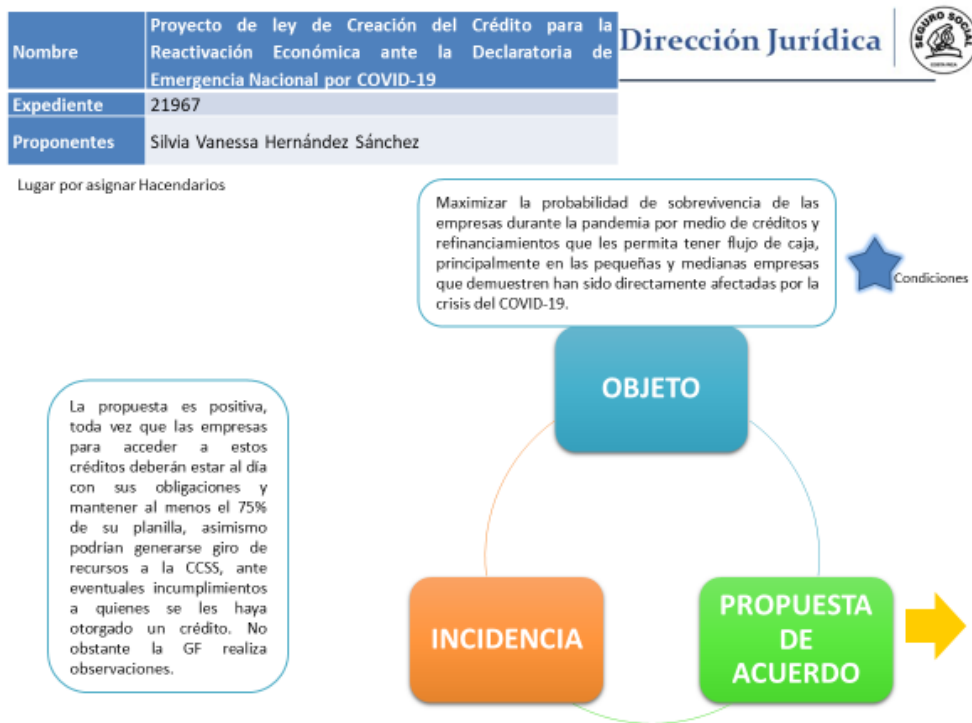 Nombre
Proyecto de ley de Creación del Crédito para la
Reactivación Económica ante la Declaratoria de
Emergencia Nacional por COVID-19
Dirección Jurídica
SEGURO SOCIAL
COSTA RICA
Expediente
21967
Proponentes
Silvia Vanessa Hernández Sánchez
Lugar por asignar Hacendarios
Maximizar la probabilidad de sobrevivencia de las
empresas durante la pandemia por medio de créditos y
refinanciamientos que les permita tener flujo de caja,
principalmente en las pequeñas y medianas empresas
que demuestren han sido directamente afectadas por la
crisis del COVID-19.
Condiciones
OBJETO
La propuesta es positiva,
toda vez que las empresas
para acceder a estos
créditos deberán estar al día
con sus obligaciones y
mantener al menos el 75%
de su planilla, asimismo
podrían generarse giro de
recursos a la CCSS, ante
eventuales incumplimientos
a quienes se les haya
otorgado un crédito. No
obstante la GF realiza
observaciones.
INCIDENCIA
PROPUESTA
DE
ACUERDO